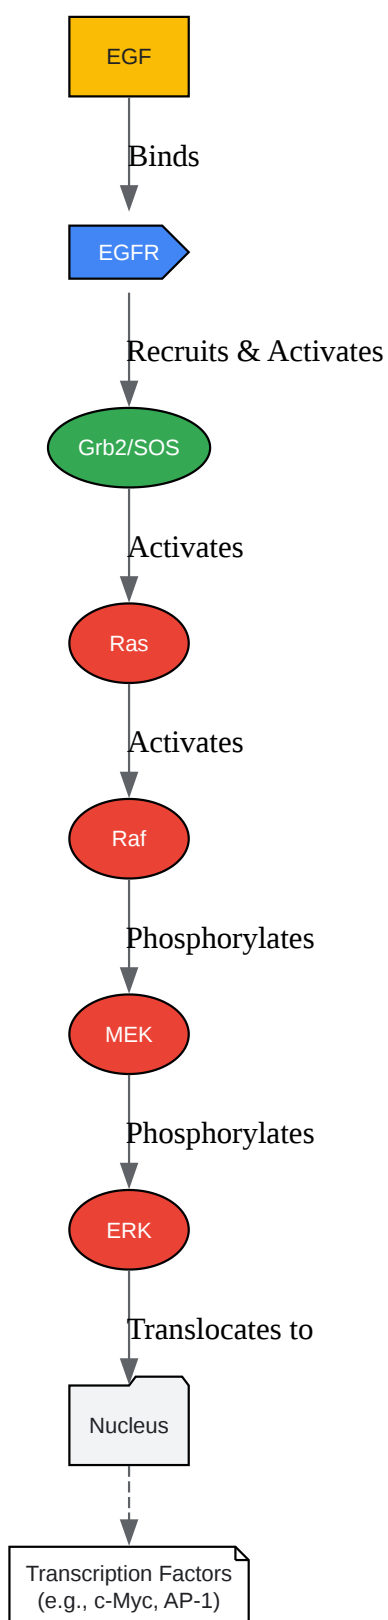 EGF
Binds
EGFR
Recruits & Activates
Grb2/SOS
Activates
Ras
Activates
Raf
Phosphorylates
MEK
Phosphorylates
ERK
Translocates to
Nucleus
Transcription Factors
(e.g., c-Myc, AP-1)